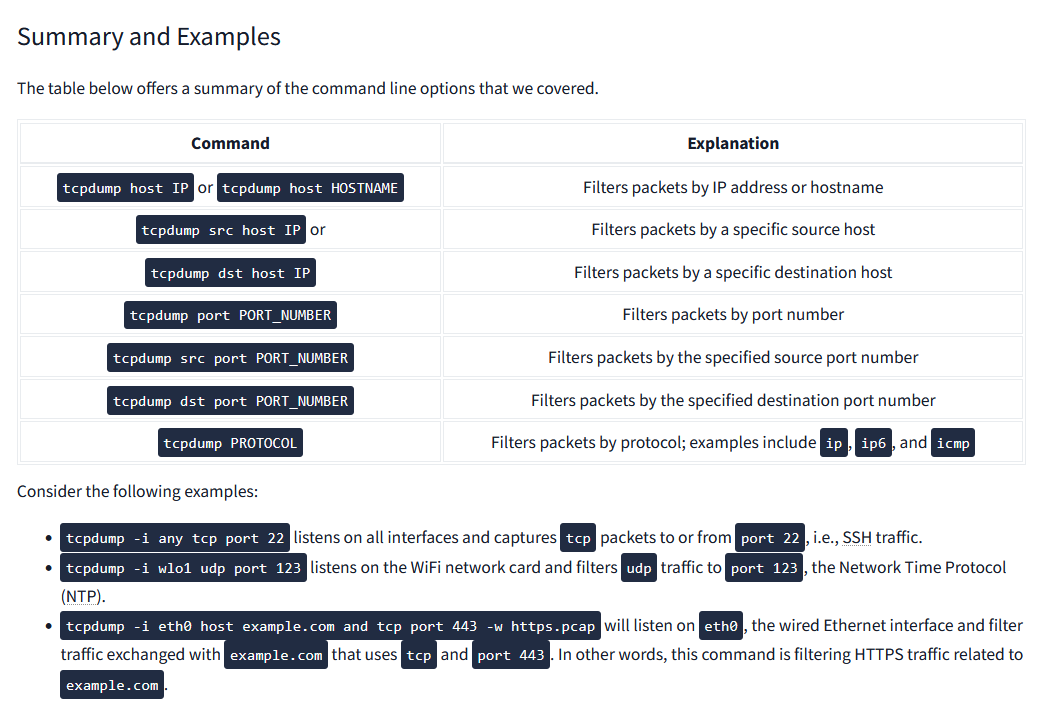 Summary and Examples
The table below offers a summary of the command line options that we covered.
Command Explanation
tcpdump host IP or tcpdump host HOSTNAME Filters packets by IP address or hostname
tcpdump src host IP or Filters packets by a specific source host
tcpdump dst host IP Filters packets by a specific destination host
tcpdump port PORT_NUMBER Filters packets by port number
tcpdump src port PORT_NUMBER Filters packets by the specified source port number
tcpdump dst port PORT_NUMBER Filters packets by the specified destination port number
tcpdump PROTOCOL Filters packets by protocol; examples include ip, ip6, and icmp
Consider the following examples:
• tcpdump -i any tcp port 22 listens on all interfaces and captures tcp packets to or from port 22, i.e., SSH traffic.
• tcpdump -i wlo1 udp port 123 listens on the WiFi network card and filters udp traffic to port 123, the Network Time Protocol
(NTP).
• tcpdump -i eth0 host example.com and tcp port 443 -w https.pcap will listen on eth0, the wired Ethernet interface and filter
traffic exchanged with example.com that uses tcp and port 443. In other words, this command is filtering HTTPS traffic related to
example.com.